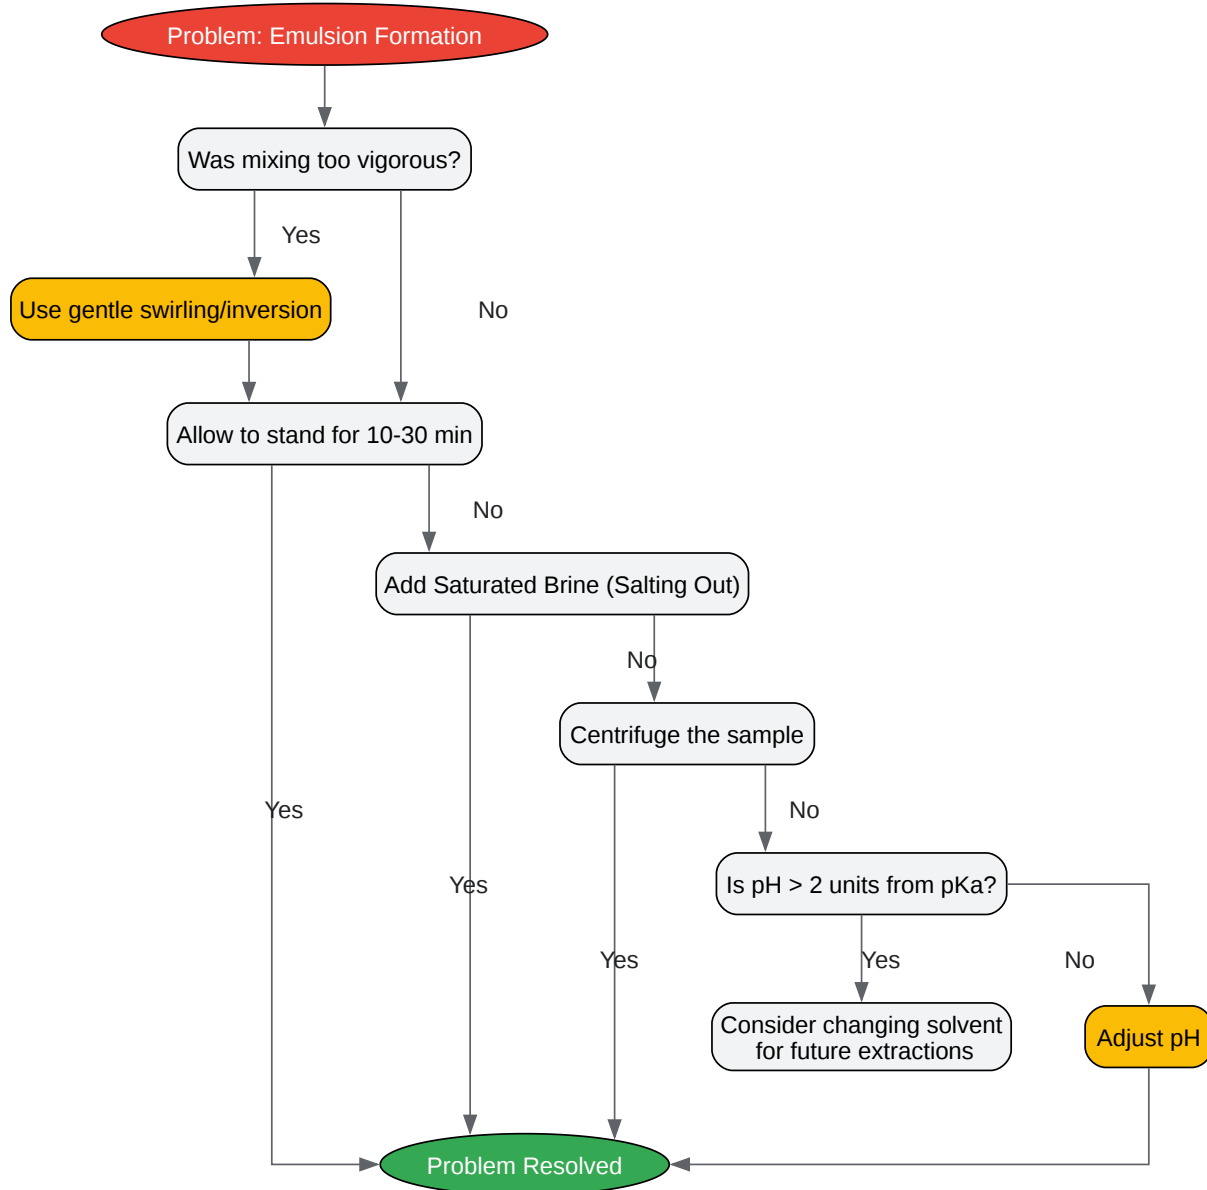 Problem: Emulsion Formation
Was mixing too vigorous?
Yes
Use gentle swirling/inversion
No
Allow to stand for 10-30 min
No
Add Saturated Brine (Salting Out)
No
Centrifuge the sample
Yes
No
Yes
Is pH > 2 units from pKa?
Yes
Yes
No
Consider changing solvent
for future extractions
Adjust pH
Problem Resolved